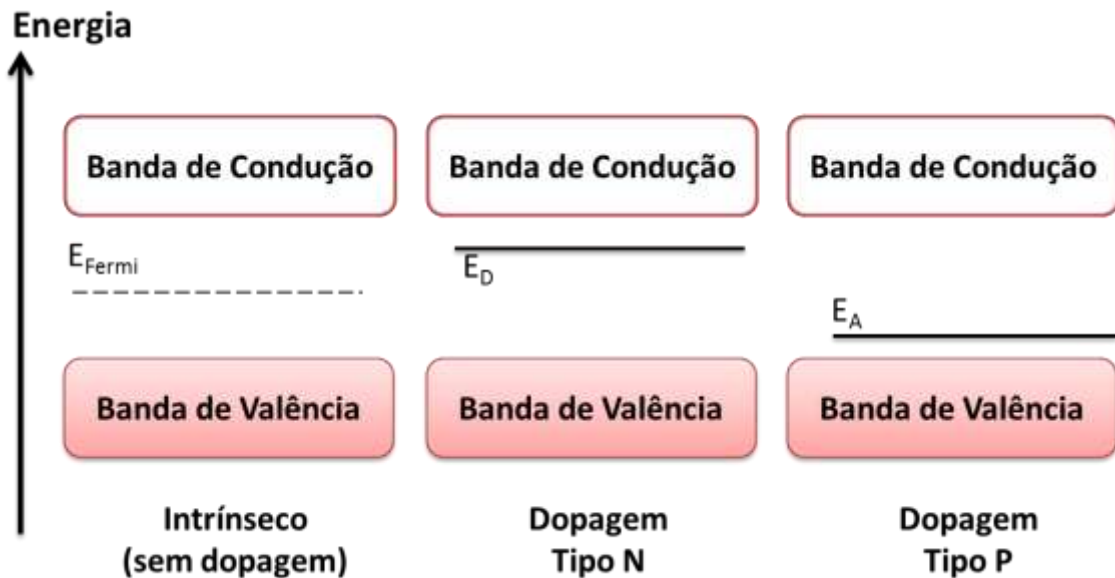 Energia
Banda de Condução
Banda de Condução
Banda de Condução
E_Fermi
E_D
E_A
Banda de Valência
Banda de Valência
Banda de Valência
Intrínseco
(sem dopagem)
Dopagem
Tipo N
Dopagem
Tipo P